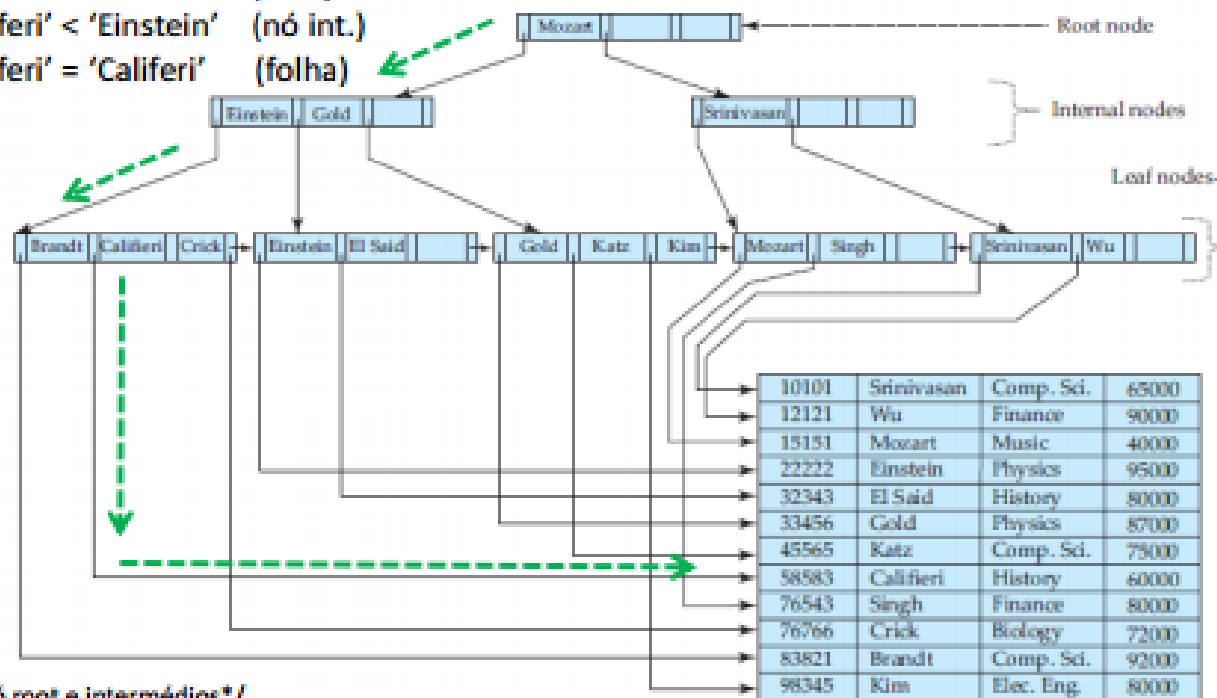 feri’ < ‘Einstein’ (nó int.)
feri’ = ‘Califeri’ (folha)
Mozart
Root node
Einstein Gold
Srinivasan
Internal nodes
Leaf nodes
Brandt Califieri Crick
Einstein El Said
Gold Katz Kim
Mozart Singh
Srinivasan Wu
10101 Srinivasan Comp. Sci. 65000
12121 Wu Finance 90000
15151 Mozart Music 40000
22222 Einstein Physics 95000
32343 El Said History 80000
33456 Gold Physics 87000
45565 Katz Comp. Sci. 75000
58583 Califieri History 60000
76543 Singh Finance 80000
76766 Crick Biology 72000
83821 Brandt Comp. Sci. 92000
98345 Kim Elec. Eng. 80000
root e intermédios*/